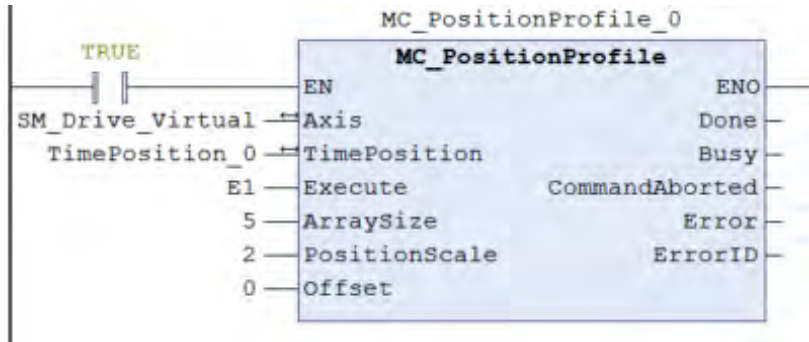 MC_PositionProfile_0
TRUE
MC_PositionProfile
EN ENO
SM_Drive_Virtual Axis Done
TimePosition_0 TimePosition Busy
E1 Execute CommandAborted
5 ArraySize Error
2 PositionScale ErrorID
0 Offset